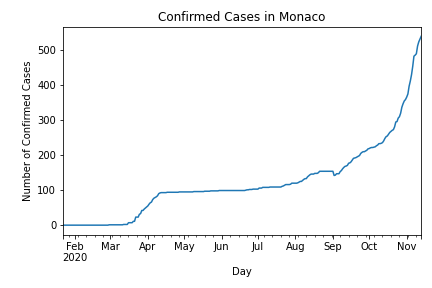 Confirmed Cases in Monaco
Number of Confirmed Cases
500
400
300
200
100
0
Feb Mar Apr May Jun Jul Aug Sep Oct Nov
2020
Day